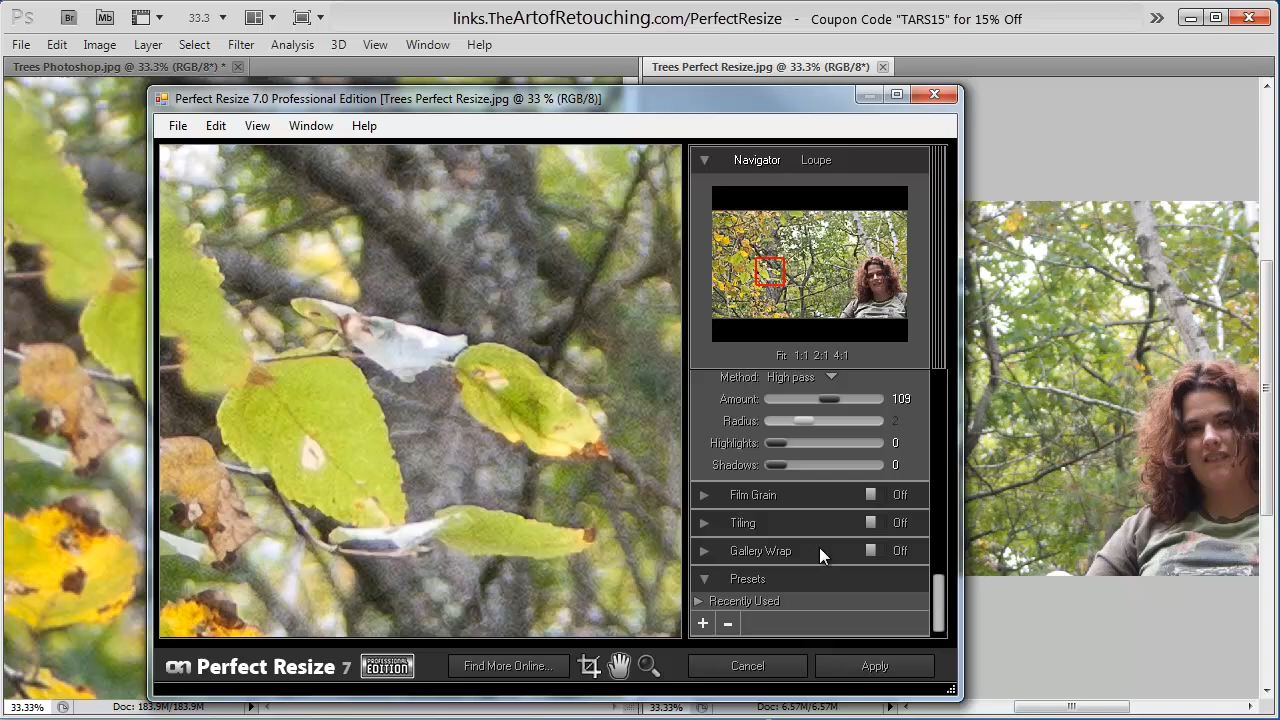 Ps Br Mb 33.3 links.TheArtofRetouching.com/PerfectResize - Coupon Code "TARS15" for 15% Off
File Edit Image Layer Select Filter Analysis 3D View Window Help
Trees Photoshop.jpg @ 33.3% (RGB/8*) * Trees Perfect Resize.jpg @ 33.3% (RGB/8*)
Perfect Resize 7.0 Professional Edition [Trees Perfect Resize.jpg @ 33 % (RGB/8)]
File Edit View Window Help
Navigator Loupe
Fit 1:1 2:1 4:1
Method: High pass
Amount: 109
Radius: 2
Highlights: 0
Shadows: 0
Film Grain Off
Tiling Off
Gallery Wrap Off
Presets
Recently Used
+ -
on Perfect Resize 7 PROFESSIONAL EDITION Find More Online... Cancel Apply
33.33% Doc: 183.9M/183.9M 33.33% Doc: 6.57M/6.57M